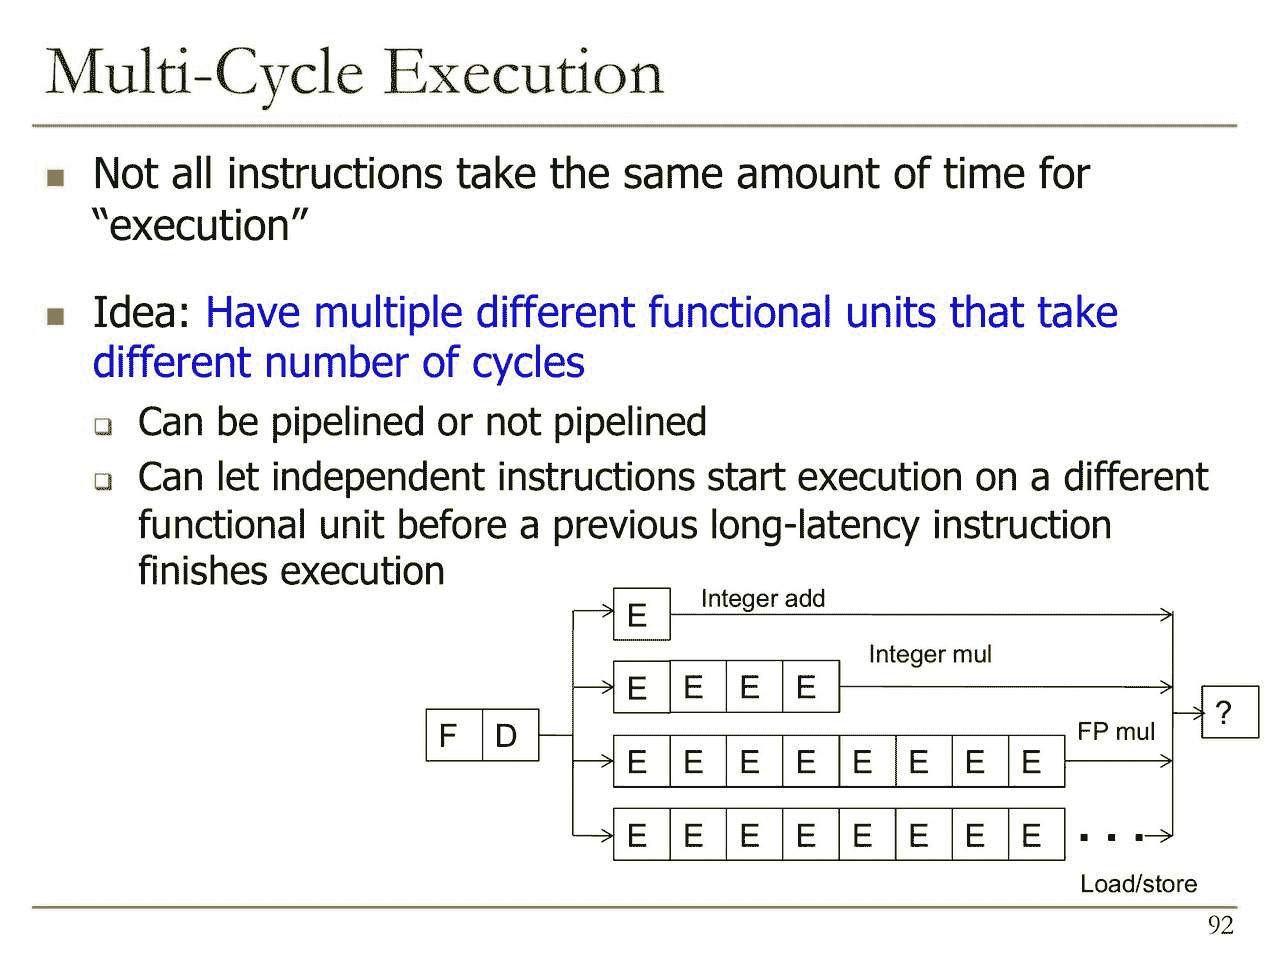 Multi-Cycle Execution
Not all instructions take the same amount of time for
“execution”
Idea: Have multiple different functional units that take
different number of cycles
Can be pipelined or not pipelined
Can let independent instructions start execution on a different
functional unit before a previous long-latency instruction
finishes execution
E Integer add
Integer mul
E E E E
F D
?
FP mul
E E E E E E E E
E E E E E E E E . . .
Load/store
92